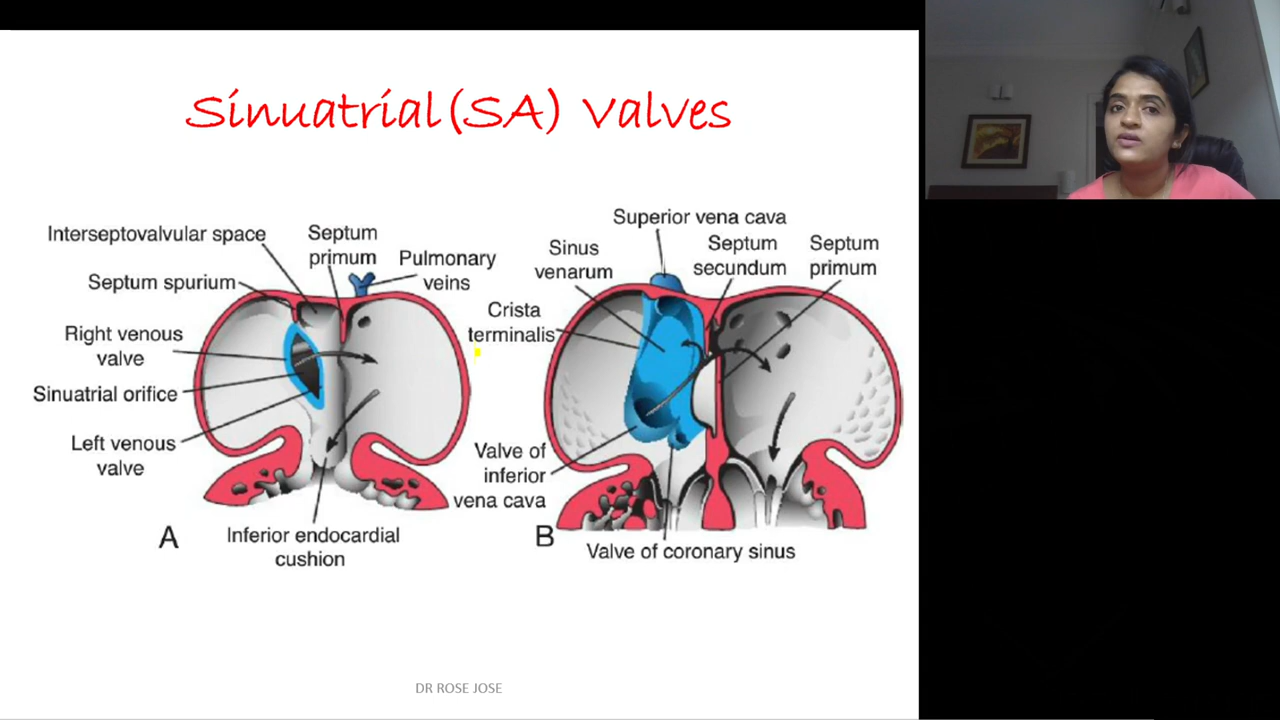 Sinuatrial (SA) Valves
Interseptovalvular space
Septum
primum
Pulmonary
veins
Septum spurium
Right venous
valve
Sinuatrial orifice
Left venous
valve
Inferior endocardial
cushion
A
Superior vena cava
Sinus
venarum
Septum
secundum
Septum
primum
Crista
terminalis
Valve of
inferior
vena cava
B
Valve of coronary sinus
DR ROSE JOSE